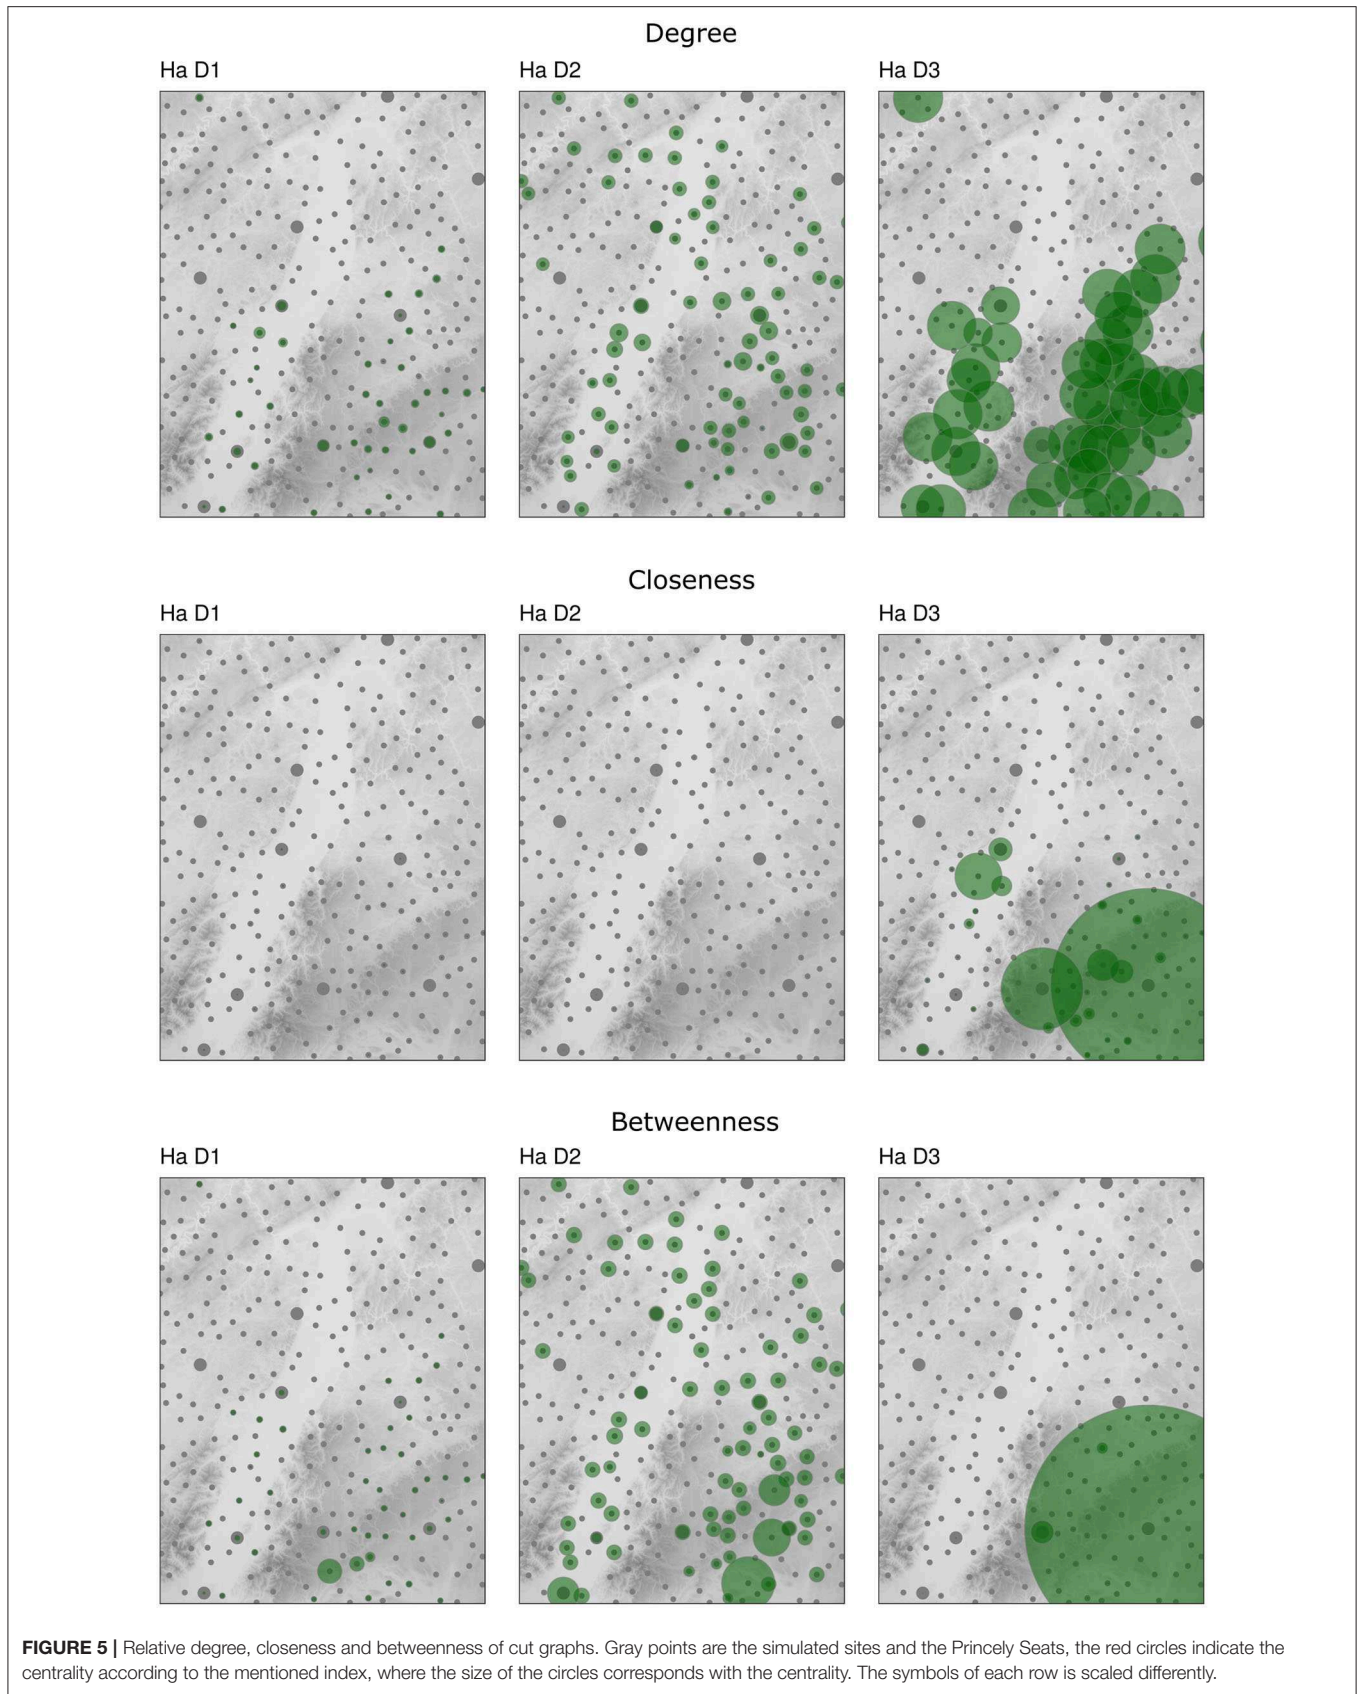 Degree
Ha D1
Ha D2
Ha D3
Closeness
Ha D1
Ha D2
Ha D3
Betweenness
Ha D1
Ha D2
Ha D3
FIGURE 5 | Relative degree, closeness and betweenness of cut graphs. Gray points are the simulated sites and the Princely Seats, the red circles indicate the
centrality according to the mentioned index, where the size of the circles corresponds with the centrality. The symbols of each row is scaled differently.